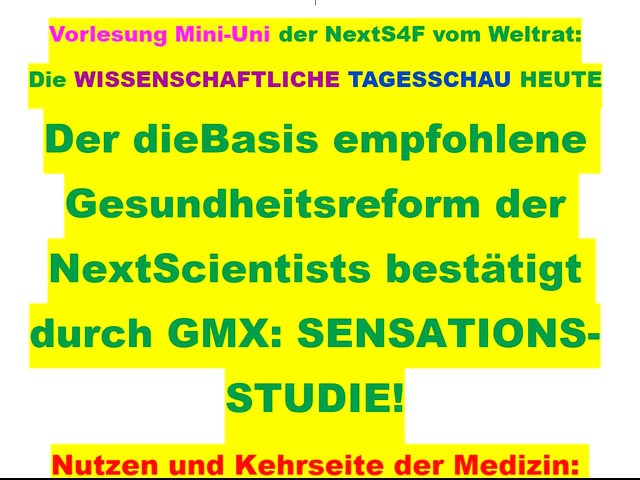 Vorlesung Mini-Uni der NextS4F vom Weltrat:
Die WISSENSCHAFTLICHE TAGESSCHAU HEUTE
Der dieBasis empfohlene
Gesundheitsreform der
NextScientists bestätigt
durch GMX: SENSATIONS-
STUDIE!
Nutzen und Kehrseite der Medizin: